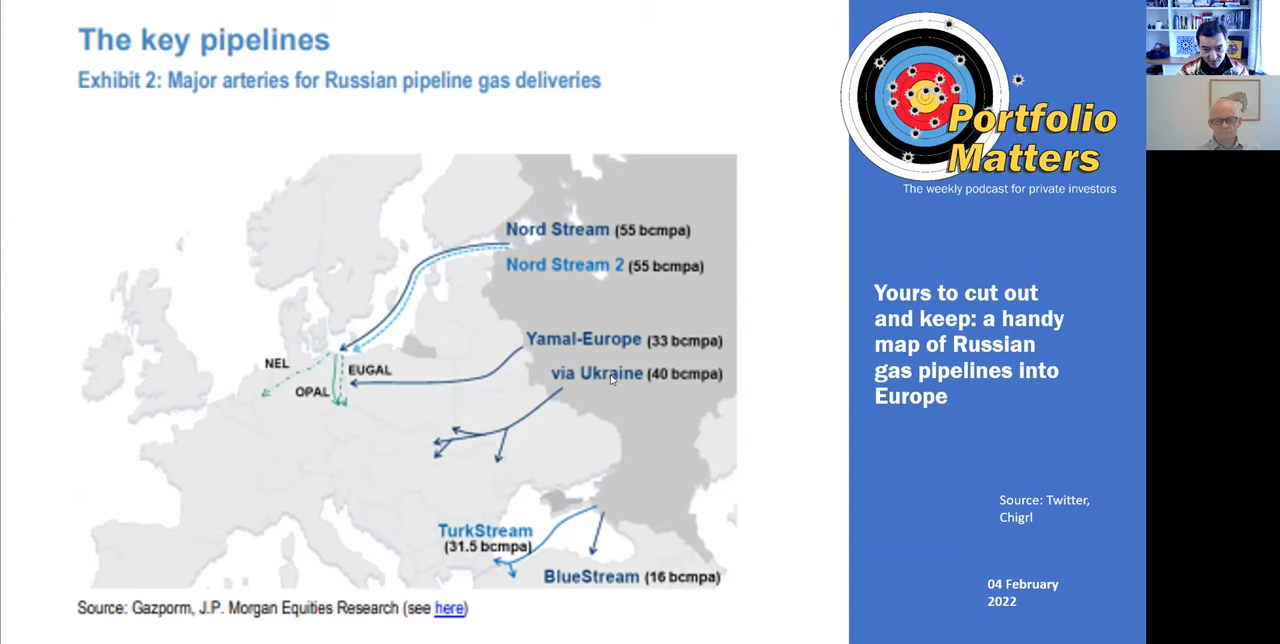 The key pipelines
Exhibit 2: Major arteries for Russian pipeline gas deliveries
Nord Stream (55 bcmpa)
Nord Stream 2 (55 bcmpa)
Yamal-Europe (33 bcmpa)
via Ukraine (40 bcmpa)
NEL
EUGAL
OPAL
TurkStream
(31.5 bcmpa)
BlueStream (16 bcmpa)
Source: Gazporm, J.P. Morgan Equities Research (see here)
Portfolio
Matters
The weekly podcast for private investors
Yours to cut out
and keep: a handy
map of Russian
gas pipelines into
Europe
Source: Twitter,
Chigrl
04 February
2022